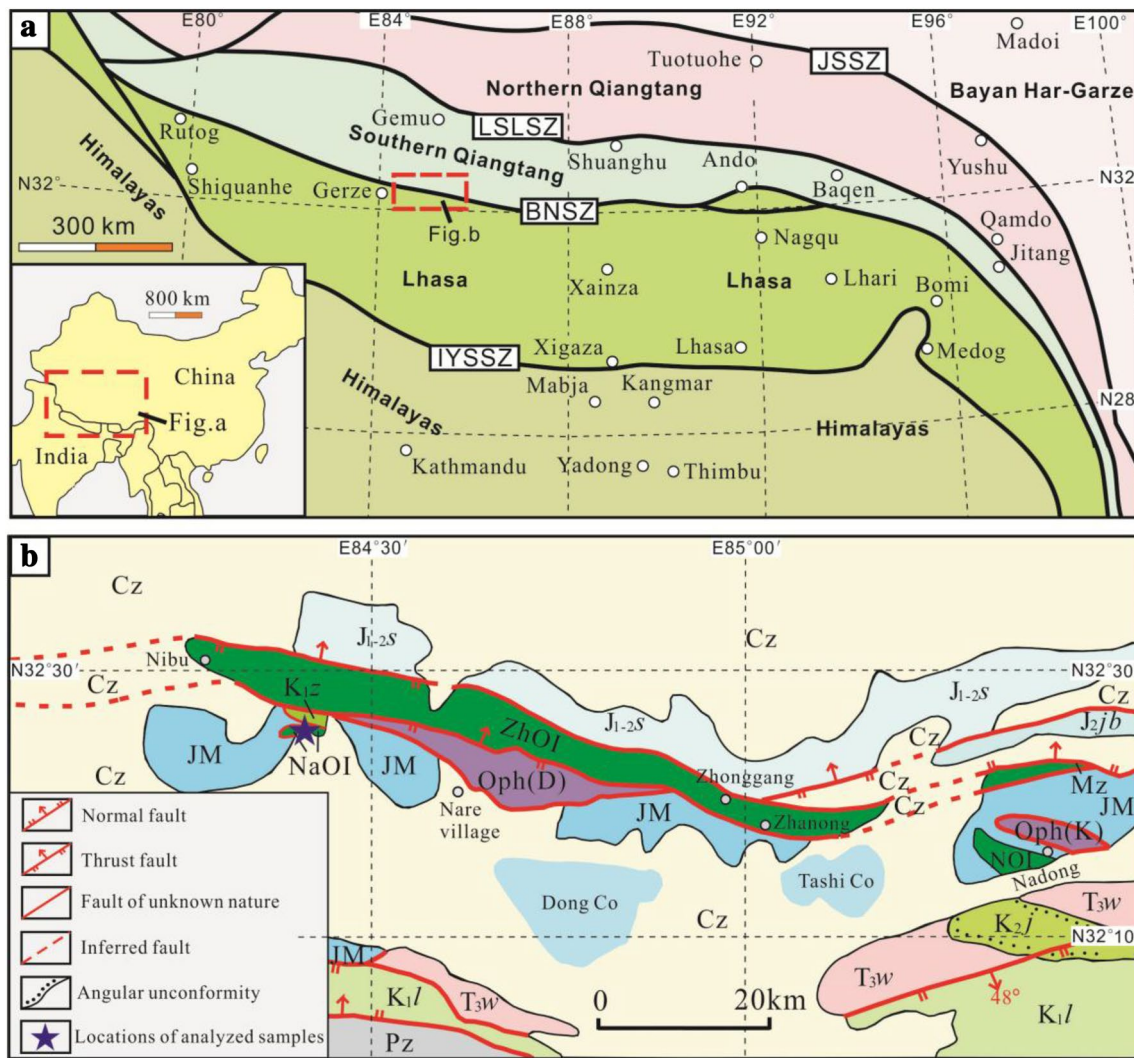 a
E80°
E84°
E88°
E92°
E96°
E100°
Madoi
Tuotuohe
JSSZ
Northern Qiangtang
Bayan Har-Garze
Gemu
LSLSZ
Rutog
Southern Qiangtang
Shuanghu
Ando
Yushu
Himalayas
N32°
Shiquanhe
Gerze
Baqen
N32
BNSZ
Qamdo
Fig.b
300 km
Nagqu
Jitang
Lhasa
Xainza
Lhasa
Lhari
Bomi
800 km
IYSSZ
Xigaza
Lhasa
Medog
China
Mabja
Kangmar
N28
Fig.a
Himalayas
Himalayas
India
Kathmandu
Yadong
Thimbu
b
E84°30′
E85°00′
Cz
Cz
J1-2s
N32°30′
Nibu
N32°30
Cz
K1z
J1-2s
J1-2s
Cz
J2jb
ZhOI
Cz
JM
NaOI
JM
Oph(D)
Zhonggang
Cz
Cz
Mz
Cz
JM
Nare
village
JM
Zhanong
Oph(K)
NOI
Nadong
Normal fault
Thrust fault
Fault of unknown nature
Inferred fault
Angular unconformity
Locations of analyzed samples
Dong Co
Tashi Co
Cz
T3w
K2j
N32°10
JM
T3w
K1l
T3w
48°
K1l
Pz
0
20km